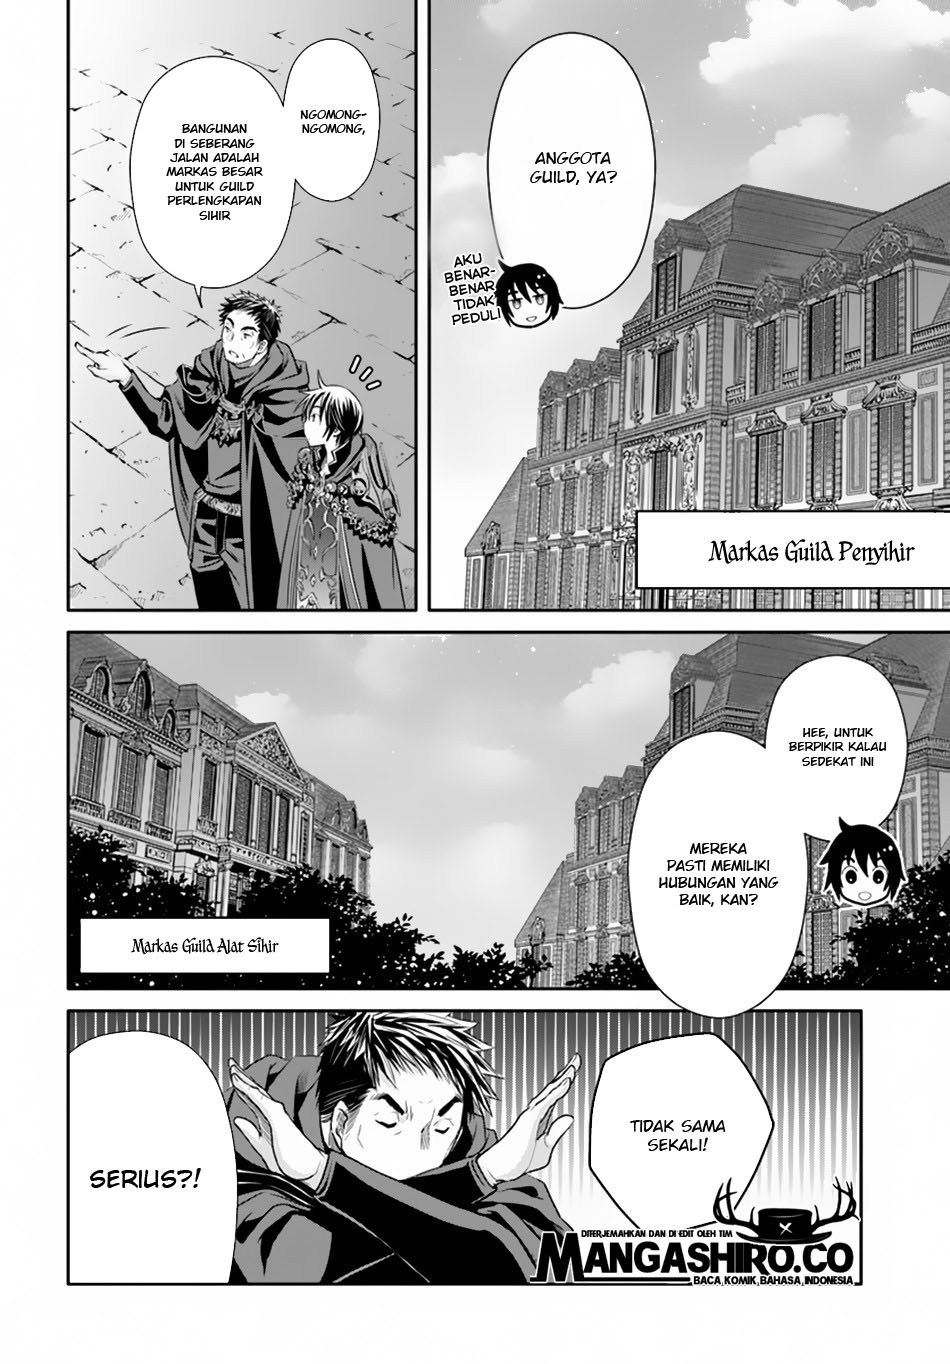 ANGGOTA
GUILD, YA?
AKU
BENAR-
BENAR
TIDAK
PEDULI
Markas Guild Penyihir
NGOMONG-
NGOMONG,
BANGUNAN
DI SEBERANG
JALAN ADALAH
MARKAS BESAR
UNTUK GUILD
PERLENGKAPAN
SIHIR
HEE, UNTUK
BERPIKIR KALAU
SEDEKAT INI
MEREKA
PASTI MEMILIKI
HUBUNGAN YANG
BAIK, KAN?
Markas Guild Alat Sihir
TIDAK SAMA
SEKALI!
SERIUS?!
DITERJEMAHKAN DAN DI EDIT OLEH TIM
MANGASHIRO.CO
BACA KOMIK BAHASA INDONESIA